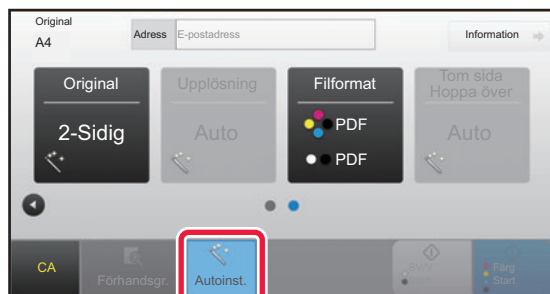 Original
A4
Adress
E-postadress
Information
Original
2-Sidig
Upplösning
Auto
Filformat
PDF
PDF
Tom sida
Hoppa över
Auto
CA
Förhandsgr.
Autoinst.
Färg
Start